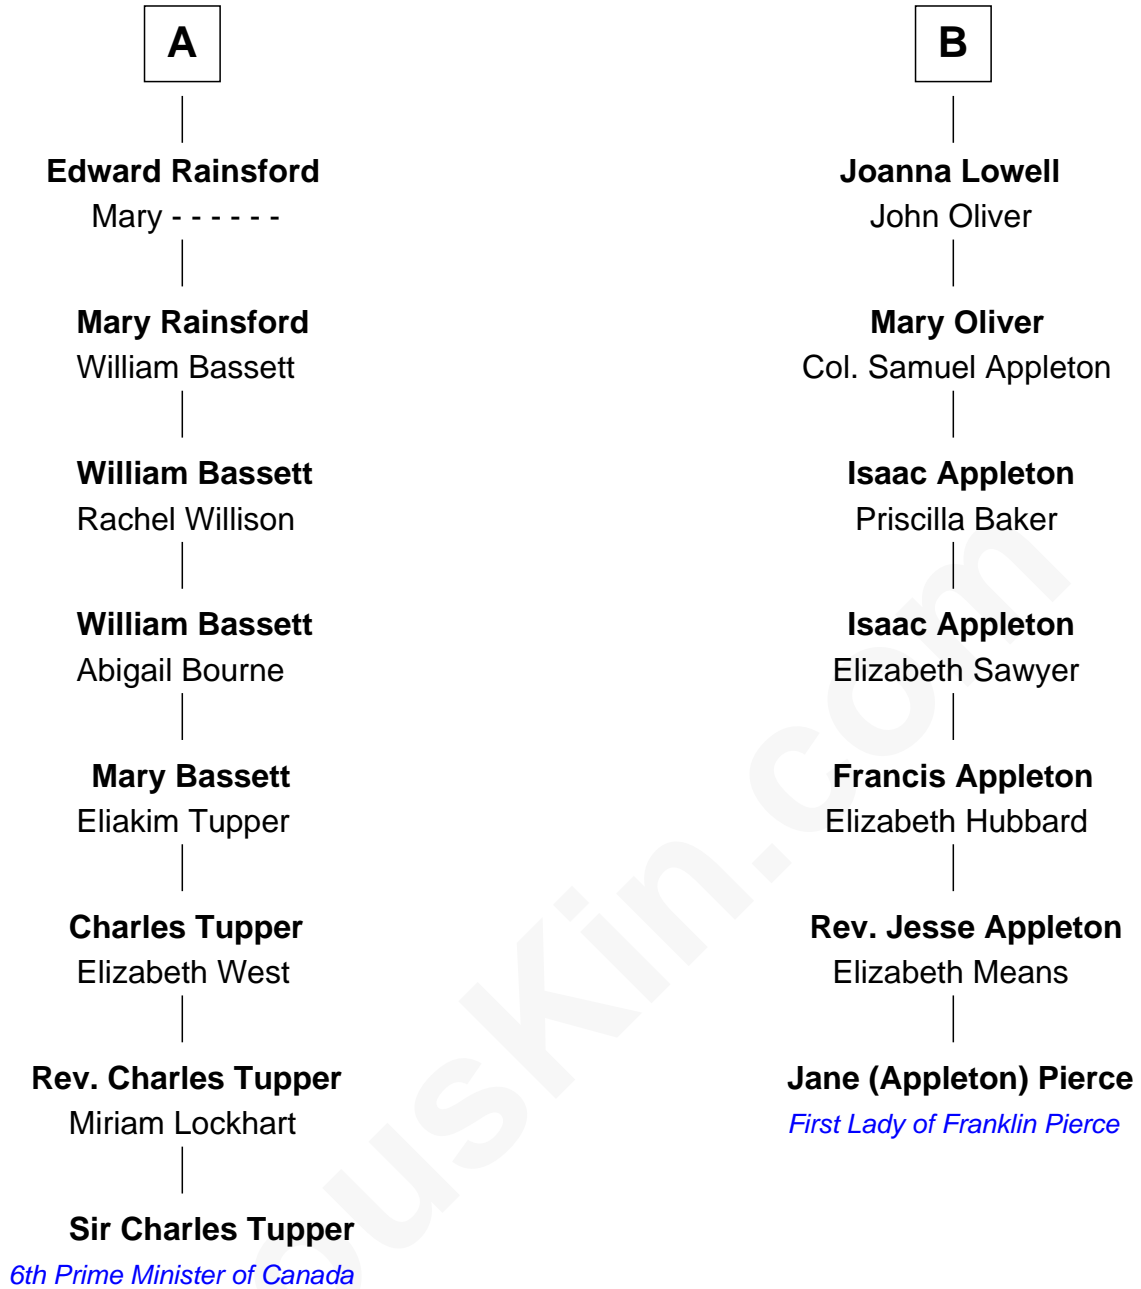 A
Edward Rainsford
Mary - - - - - -
Mary Rainsford
William Bassett
William Bassett
Rachel Willison
William Bassett
Abigail Bourne
Mary Bassett
Eliakim Tupper
Charles Tupper
Elizabeth West
Rev. Charles Tupper
Miriam Lockhart
Sir Charles Tupper
6th Prime Minister of Canada
B
Joanna Lowell
John Oliver
Mary Oliver
Col. Samuel Appleton
Isaac Appleton
Priscilla Baker
Isaac Appleton
Elizabeth Sawyer
Francis Appleton
Elizabeth Hubbard
Rev. Jesse Appleton
Elizabeth Means
Jane (Appleton) Pierce
First Lady of Franklin Pierce
usKin.com